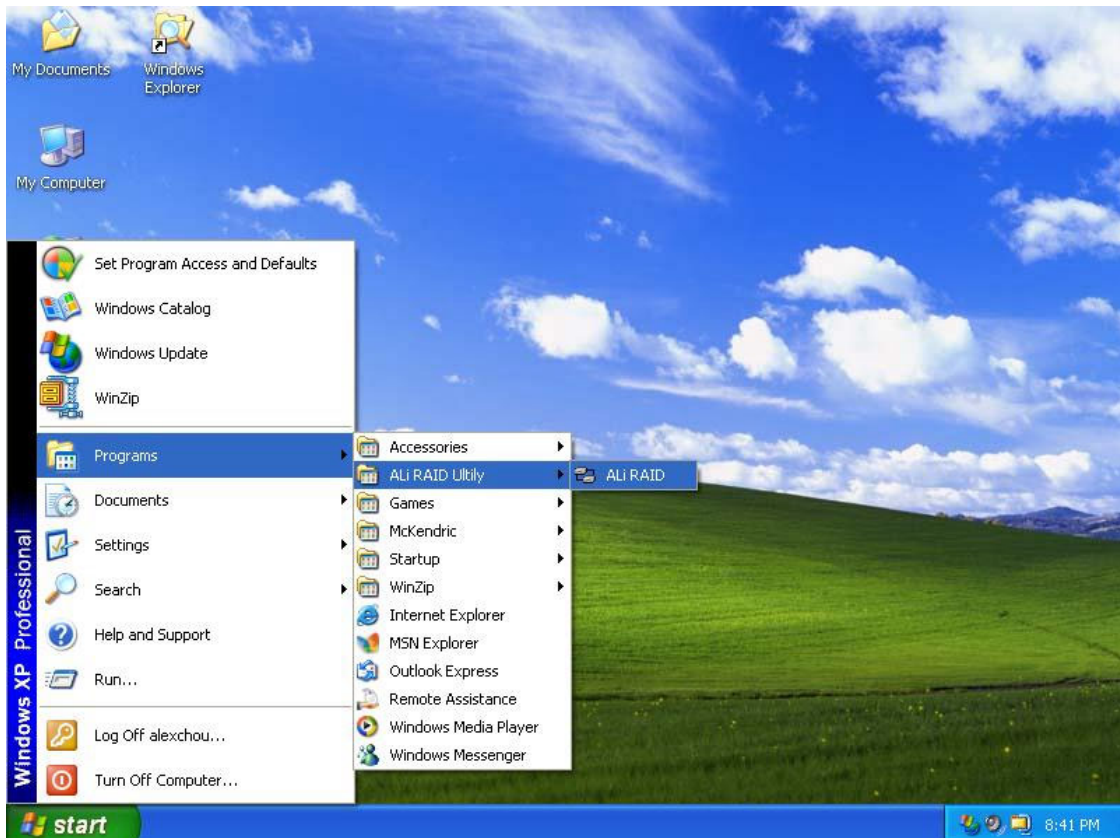 My Documents
Windows
Explorer
My Computer
Set Program Access and Defaults
Windows Catalog
Windows Update
WinZip
Programs
Documents
Settings
Search
Help and Support
Run...
Log Off alexchou...
Turn Off Computer...
Windows XP Professional
Accessories
ALi RAID Ultily
Games
McKendric
Startup
WinZip
Internet Explorer
MSN Explorer
Outlook Express
Remote Assistance
Windows Media Player
Windows Messenger
ALi RAID
start
8:41 PM